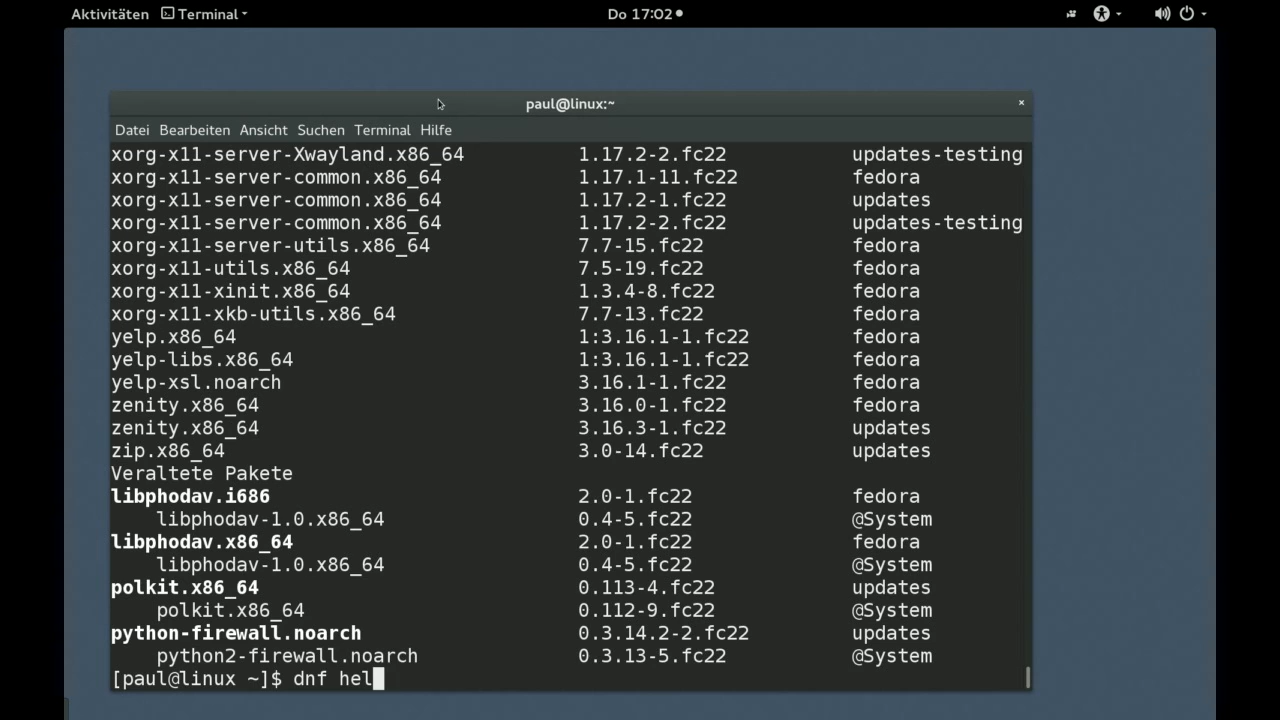 Aktivitäten Terminal Do 17:02
paul@linux:~ ×
Datei Bearbeiten Ansicht Suchen Terminal Hilfe
xorg-x11-server-Xwayland.x86_64 1.17.2-2.fc22 updates-testing
xorg-x11-server-common.x86_64 1.17.1-11.fc22 fedora
xorg-x11-server-common.x86_64 1.17.2-1.fc22 updates
xorg-x11-server-common.x86_64 1.17.2-2.fc22 updates-testing
xorg-x11-server-utils.x86_64 7.7-15.fc22 fedora
xorg-x11-utils.x86_64 7.5-19.fc22 fedora
xorg-x11-xinit.x86_64 1.3.4-8.fc22 fedora
xorg-x11-xkb-utils.x86_64 7.7-13.fc22 fedora
yelp.x86_64 1:3.16.1-1.fc22 fedora
yelp-libs.x86_64 1:3.16.1-1.fc22 fedora
yelp-xsl.noarch 3.16.1-1.fc22 fedora
zenity.x86_64 3.16.0-1.fc22 fedora
zenity.x86_64 3.16.3-1.fc22 updates
zip.x86_64 3.0-14.fc22 updates
Veraltete Pakete
libphodav.i686 2.0-1.fc22 fedora
libphodav-1.0.x86_64 0.4-5.fc22 @System
libphodav.x86_64 2.0-1.fc22 fedora
libphodav-1.0.x86_64 0.4-5.fc22 @System
polkit.x86_64 0.113-4.fc22 updates
polkit.x86_64 0.112-9.fc22 @System
python-firewall.noarch 0.3.14.2-2.fc22 updates
python2-firewall.noarch 0.3.13-5.fc22 @System
[paul@linux ~]$ dnf hel